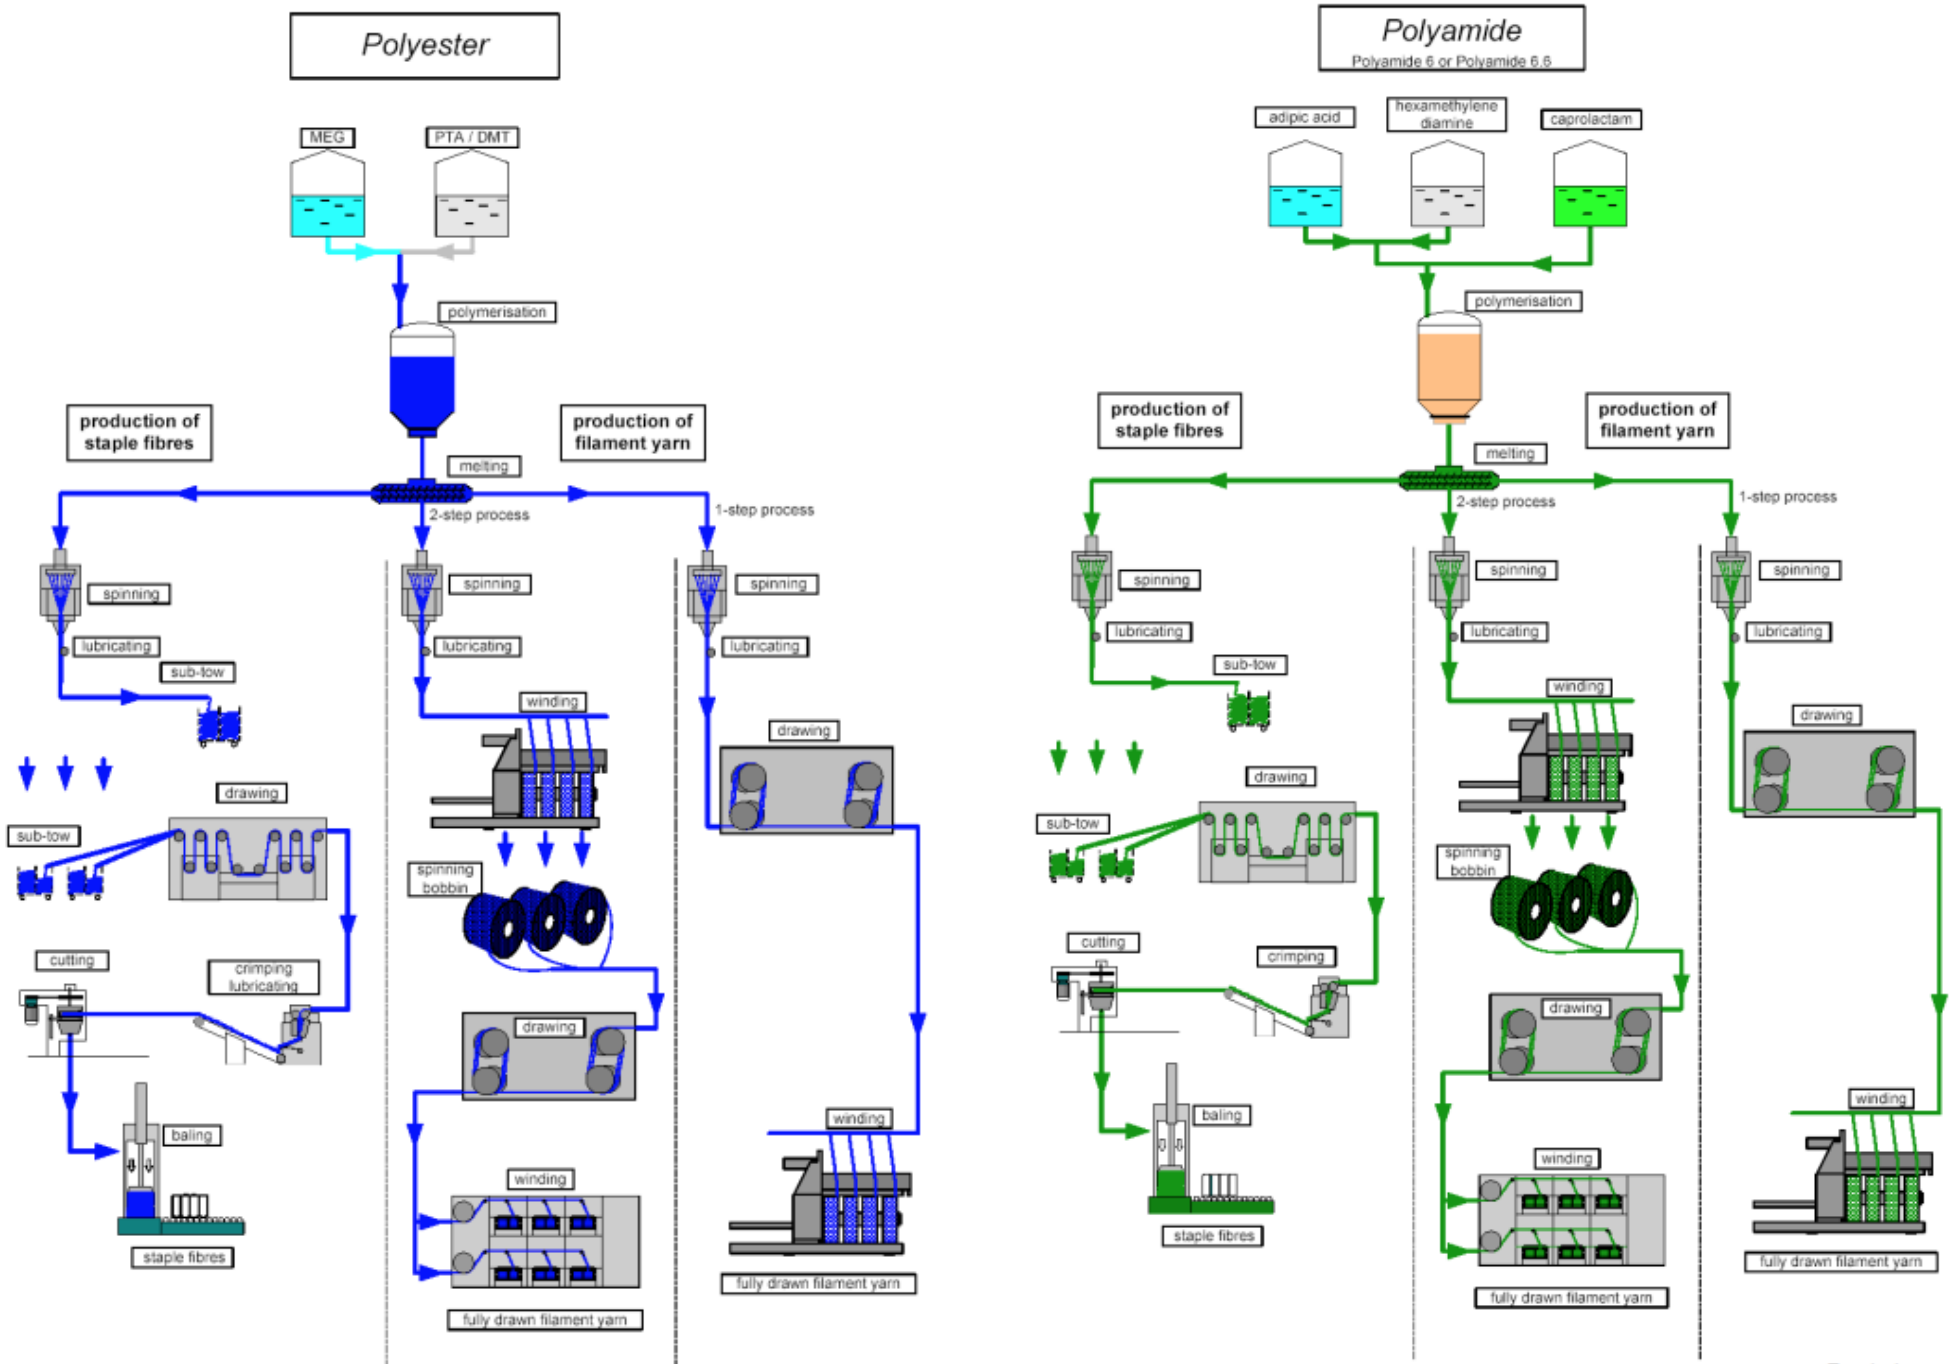 Polyester
MEG
PTA / DMT
polymerisation
production of
staple fibres
production of
filament yarn
melting
2-step process
1-step process
spinning
spinning
spinning
lubricating
lubricating
lubricating
sub-tow
winding
drawing
drawing
sub-tow
spinning
bobbin
cutting
crimping
lubricating
drawing
baling
winding
winding
staple fibres
fully drawn filament yarn
fully drawn filament yarn
Polyamide
Polyamide 6 or Polyamide 6.6
adipic acid
hexamethylene
diamine
caprolactam
polymerisation
production of
staple fibres
production of
filament yarn
melting
2-step process
1-step process
spinning
spinning
spinning
lubricating
lubricating
lubricating
sub-tow
winding
drawing
drawing
sub-tow
spinning
bobbin
cutting
crimping
drawing
baling
winding
winding
staple fibres
fully drawn filament yarn
fully drawn filament yarn